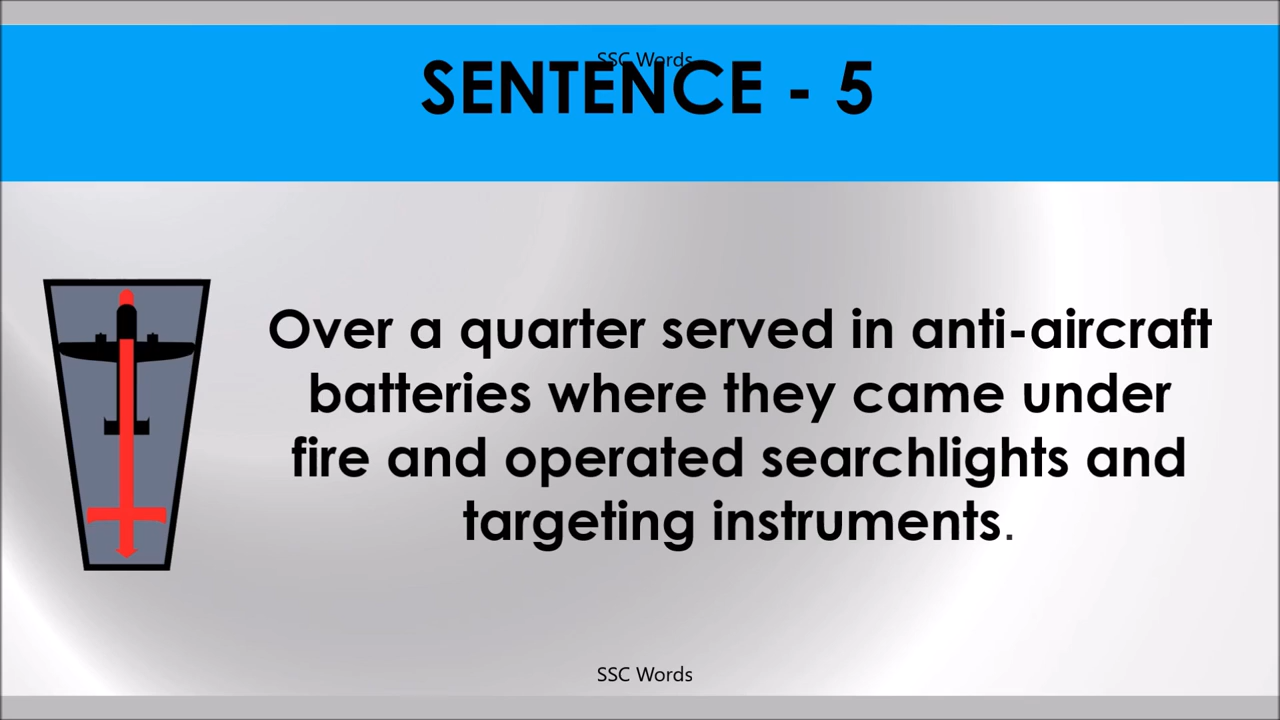 SSC Words
SENTENCE - 5
Over a quarter served in anti-aircraft
batteries where they came under
fire and operated searchlights and
targeting instruments.
SSC Words